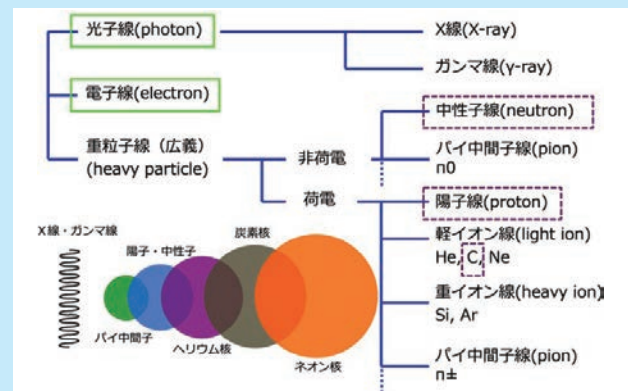 光子線(photon)
X線(X-ray)
ガンマ線(γ-ray)
電子線(electron)
中性子線(neutron)
重粒子線（広義）
(heavy particle)
非荷電
パイ中間子線(pion)
n0
荷電
陽子線(proton)
軽イオン線(light ion)
He, C, Ne
重イオン線(heavy ion)
Si, Ar
パイ中間子線(pion)
n±
X線・ガンマ線
陽子・中性子
炭素核
パイ中間子
ヘリウム核
ネオン核